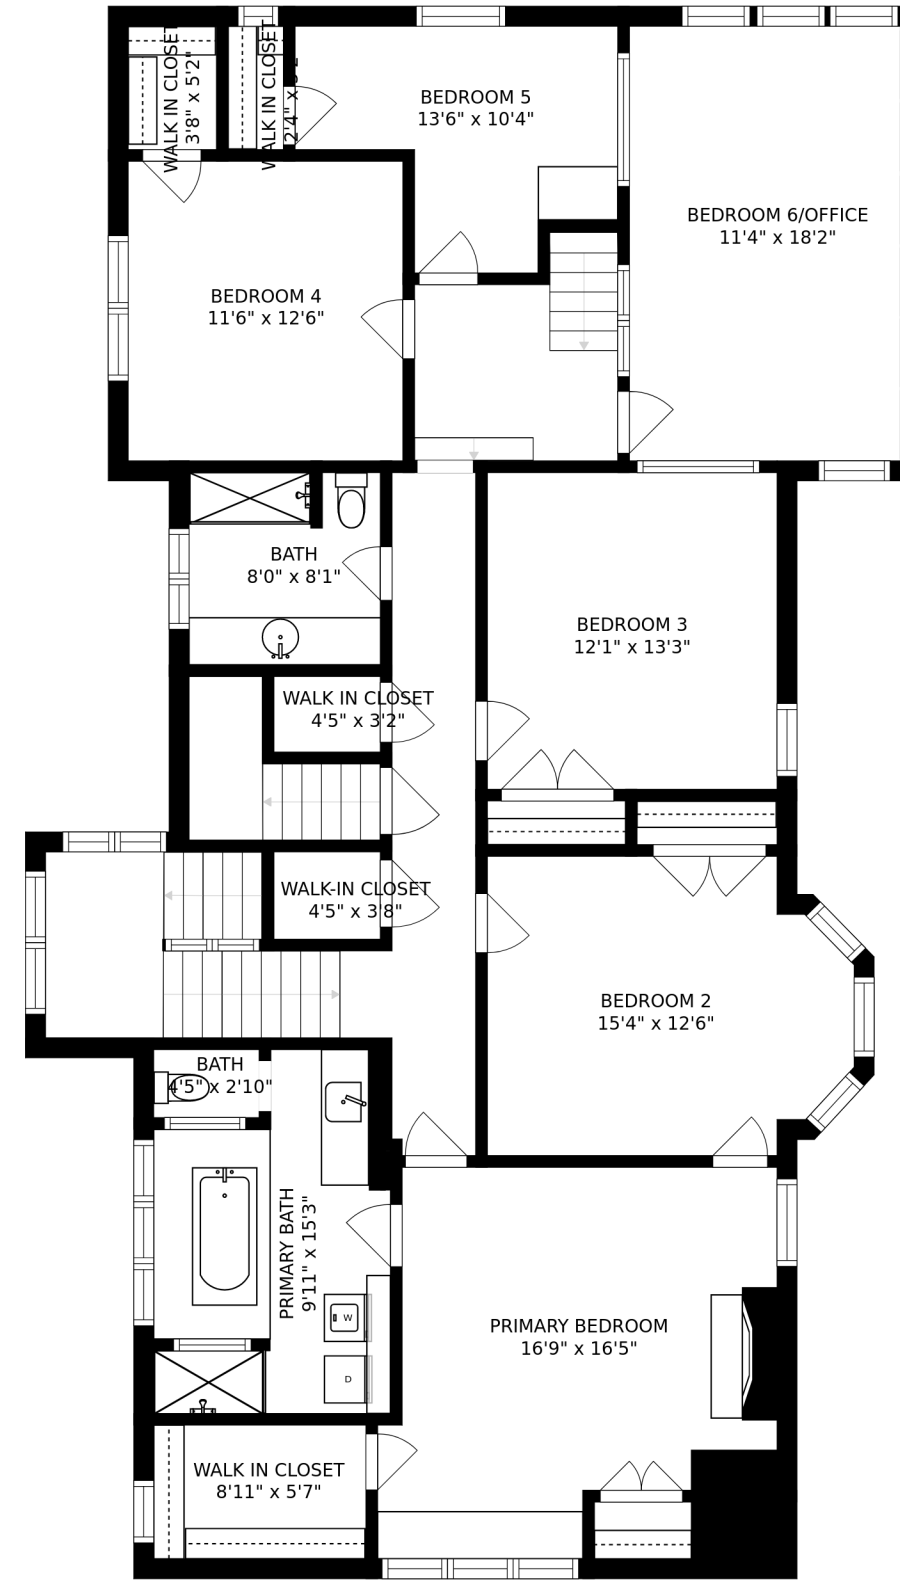 WALK IN CLOSET
3'8" x 5'2"
WALK IN CLOSET
2'4" x 5'2"
BEDROOM 5
13'6" x 10'4"
BEDROOM 6/OFFICE
11'4" x 18'2"
BEDROOM 4
11'6" x 12'6"
BATH
8'0" x 8'1"
BEDROOM 3
12'1" x 13'3"
WALK IN CLOSET
4'5" x 3'2"
WALK-IN CLOSET
4'5" x 3'8"
BEDROOM 2
15'4" x 12'6"
BATH
4'5" x 2'10"
PRIMARY BATH
9'11" x 15'3"
W
D
PRIMARY BEDROOM
16'9" x 16'5"
WALK IN CLOSET
8'11" x 5'7"